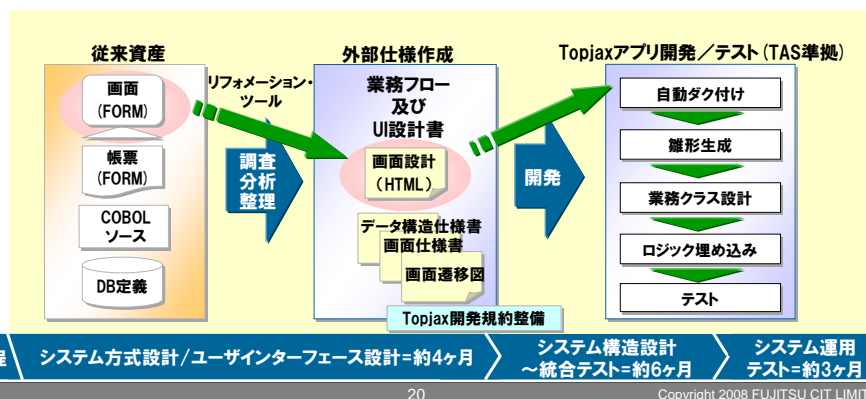 従来資産
画面
(FORM)
帳票
(FORM)
COBOL
ソース
DB定義
リフォメーション・
ツール
調査
分析
整理
外部仕様作成
業務フロー
及び
UI設計書
画面設計
(HTML)
データ構造仕様書
画面仕様書
画面遷移図
Topjax開発規約整備
開発
Topjaxアプリ開発／テスト(TAS準拠)
自動ダク付け
雛形生成
業務クラス設計
ロジック埋め込み
テスト
程
システム方式設計/ユーザインターフェース設計=約4ヶ月
システム構造設計
～統合テスト=約6ヶ月
システム運用
テスト=約3ヶ月
20
Copyright 2008 FUJITSU CIT LIMIT